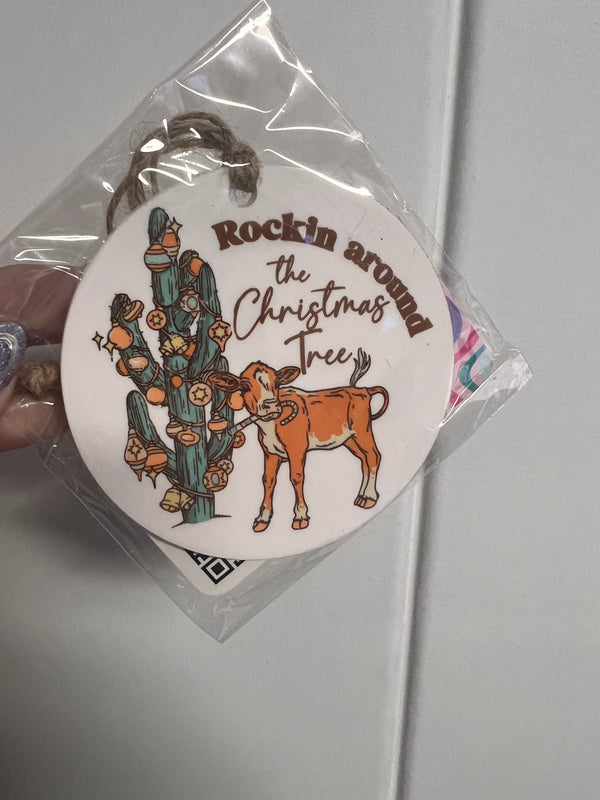 Rockin around
the
Christmas
Tree